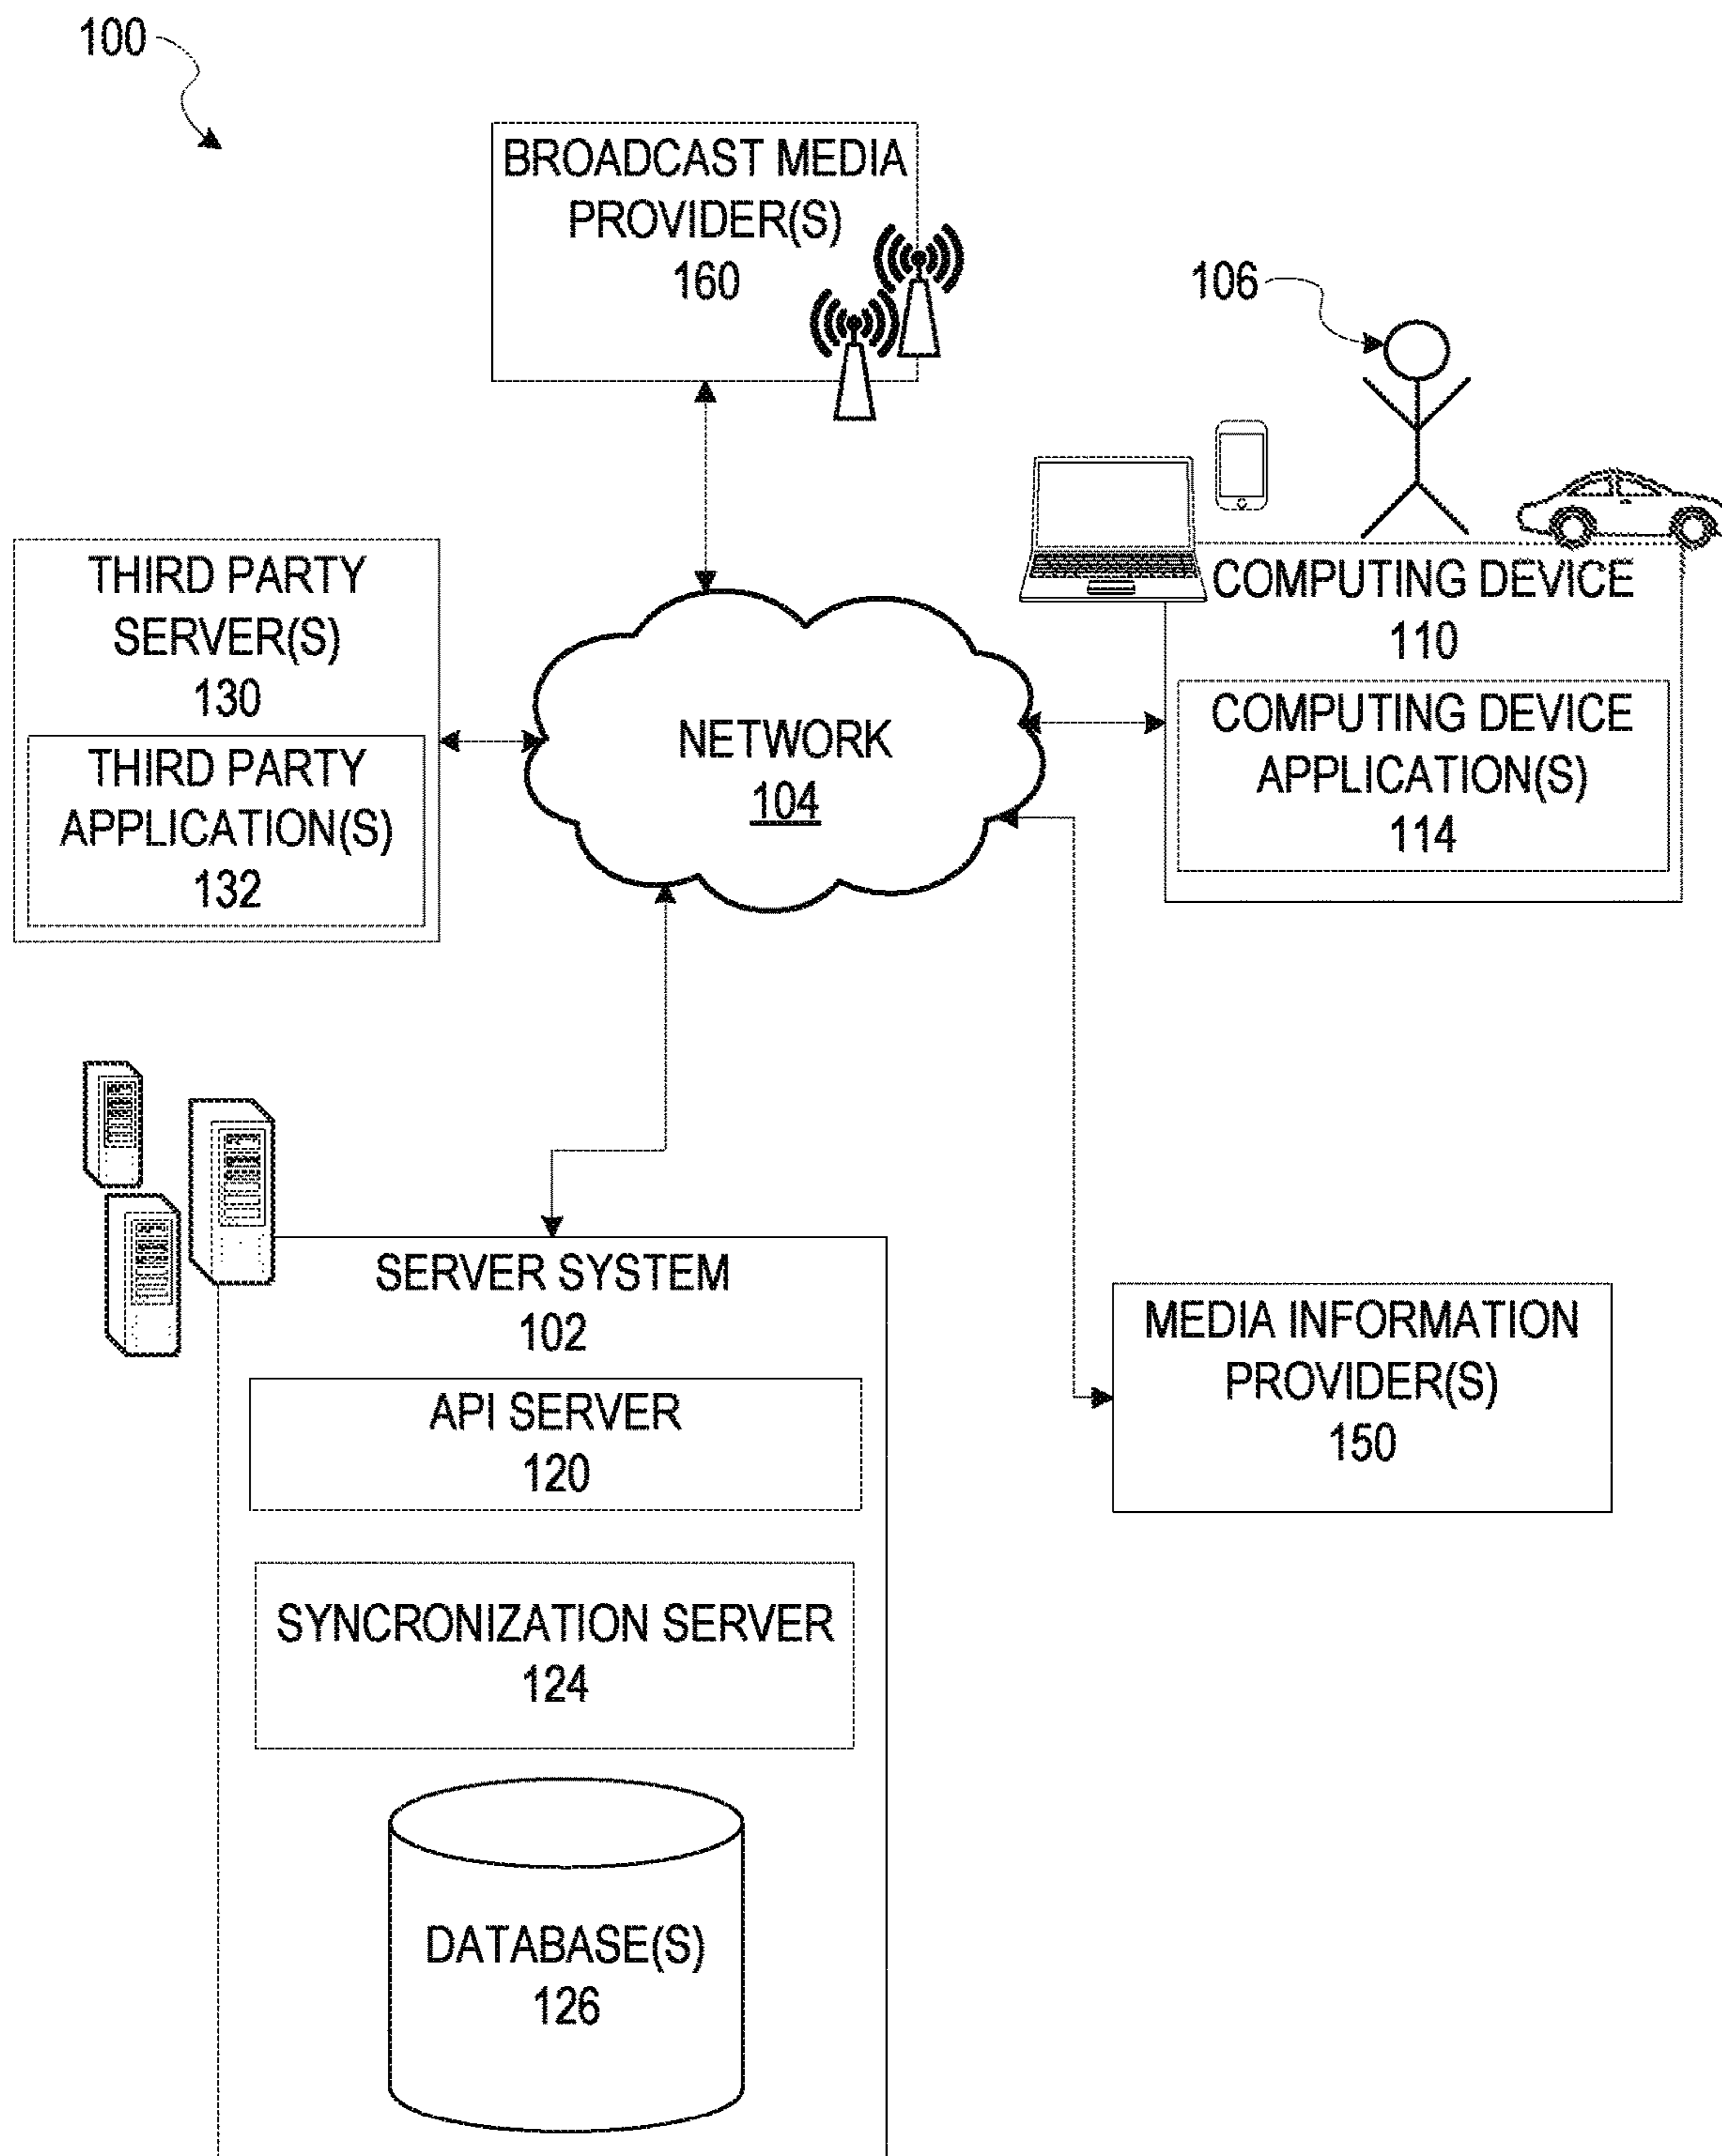 100
BROADCAST MEDIA
PROVIDER(S)
160
106
THIRD PARTY
SERVER(S)
130
THIRD PARTY
APPLICATION(S)
132
NETWORK
104
COMPUTING DEVICE
110
COMPUTING DEVICE
APPLICATION(S)
114
SERVER SYSTEM
102
API SERVER
120
SYNCRONIZATION SERVER
124
DATABASE(S)
126
MEDIA INFORMATION
PROVIDER(S)
150